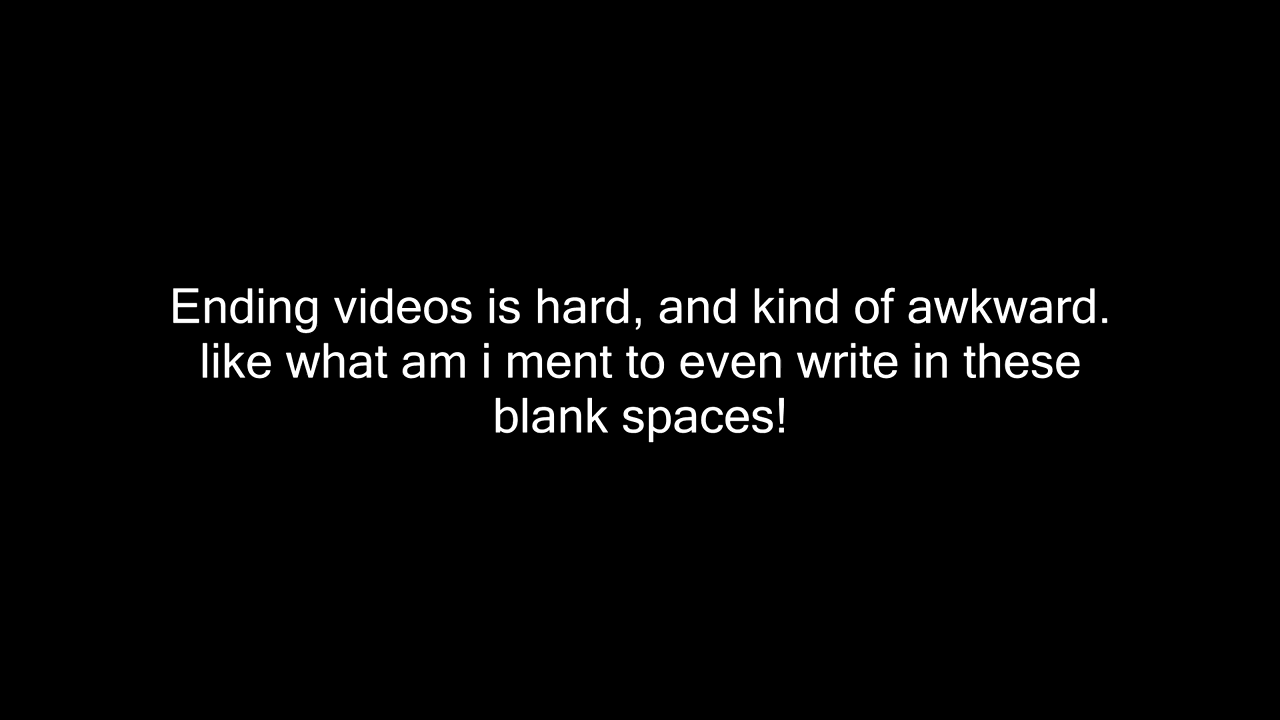 Ending videos is hard, and kind of awkward.
like what am i ment to even write in these
blank spaces!